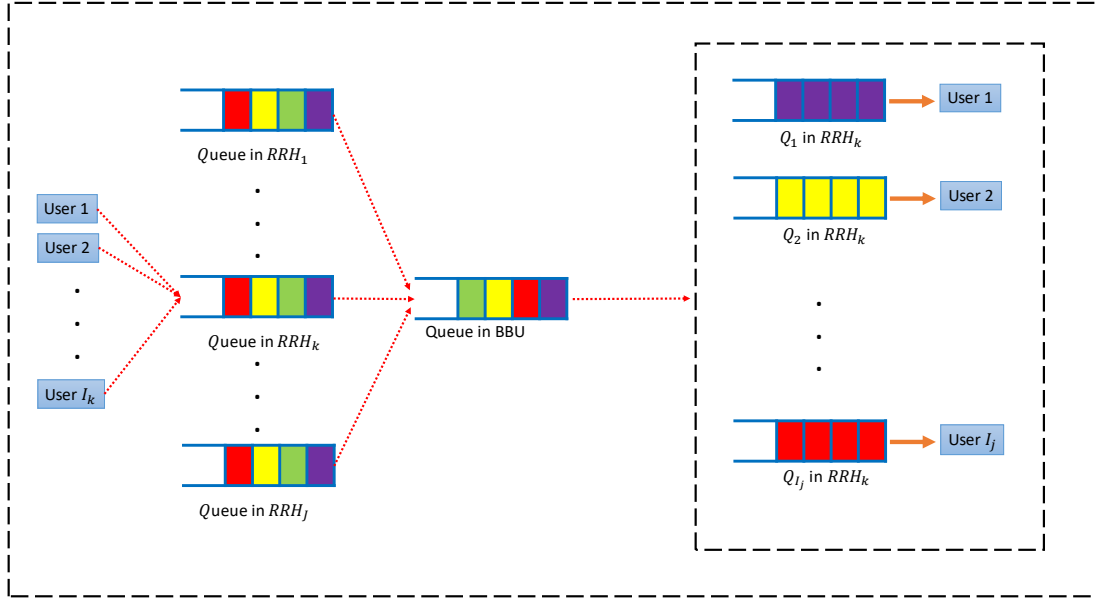 User 1
User 2
User I_k
Queue in RRH_1
Queue in RRH_k
Queue in RRH_J
Queue in BBU
Q_1 in RRH_k
User 1
Q_2 in RRH_k
User 2
Q_{I_j} in RRH_k
User I_j